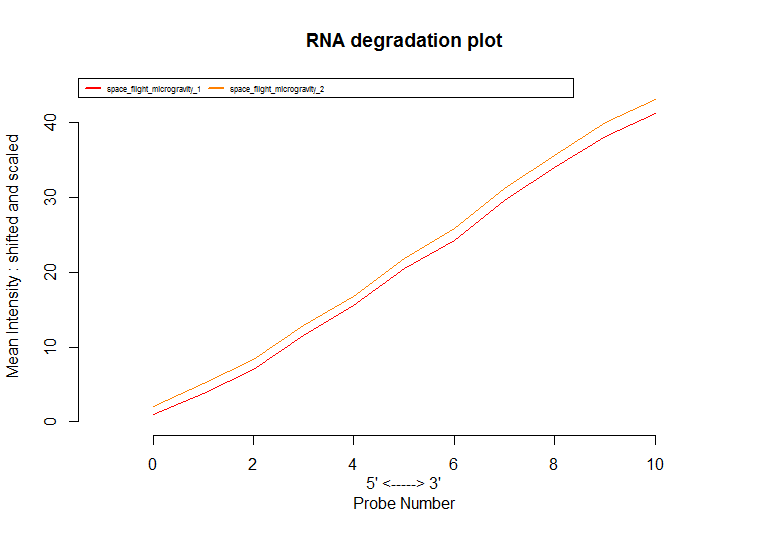 RNA degradation plot
space_flight_microgravity_1 space_flight_microgravity_2
Mean Intensity : shifted and scaled
40
30
20
10
0
0 2 4 6 8 10
5' <-----> 3'
Probe Number